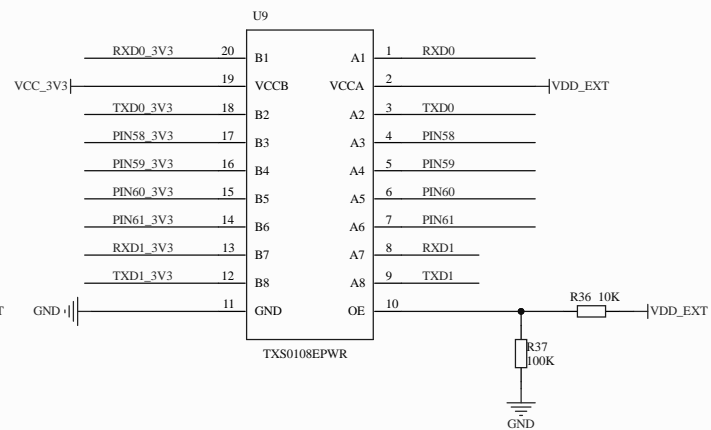 U9
RXD0_3V3 20 B1 A1 1 RXD0
VCC_3V3 19 VCCB VCCA 2 VDD_EXT
TXD0_3V3 18 B2 A2 3 TXD0
PIN58_3V3 17 B3 A3 4 PIN58
PIN59_3V3 16 B4 A4 5 PIN59
PIN60_3V3 15 B5 A5 6 PIN60
PIN61_3V3 14 B6 A6 7 PIN61
RXD1_3V3 13 B7 A7 8 RXD1
TXD1_3V3 12 B8 A8 9 TXD1
GND 11 GND OE 10 R36 10K VDD_EXT
R37
100K
TXS0108EPWR
GND